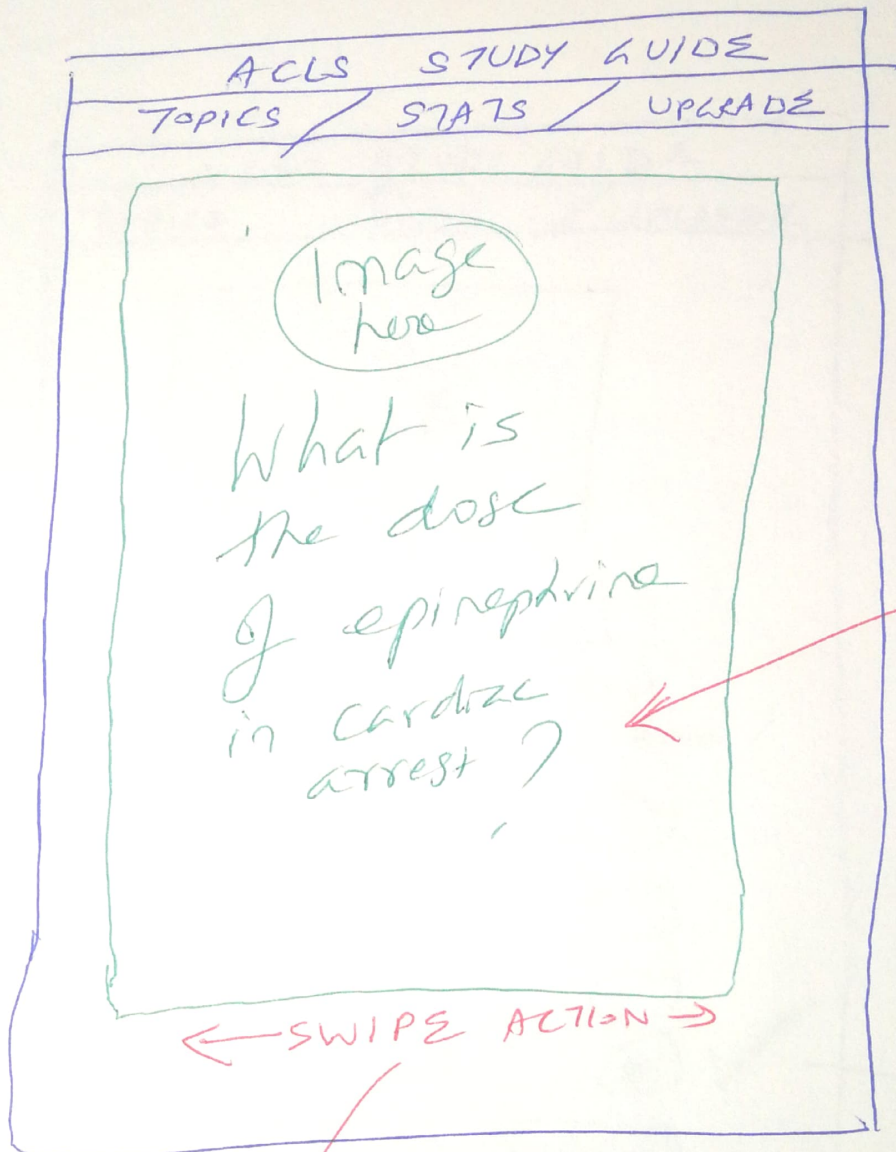 ACLS STUDY GUIDE
TOPICS / STATS / UPGRADE
Image
here
What is
the dose
of epinephrine
in cardiac
arrest?
SWIPE ACTION